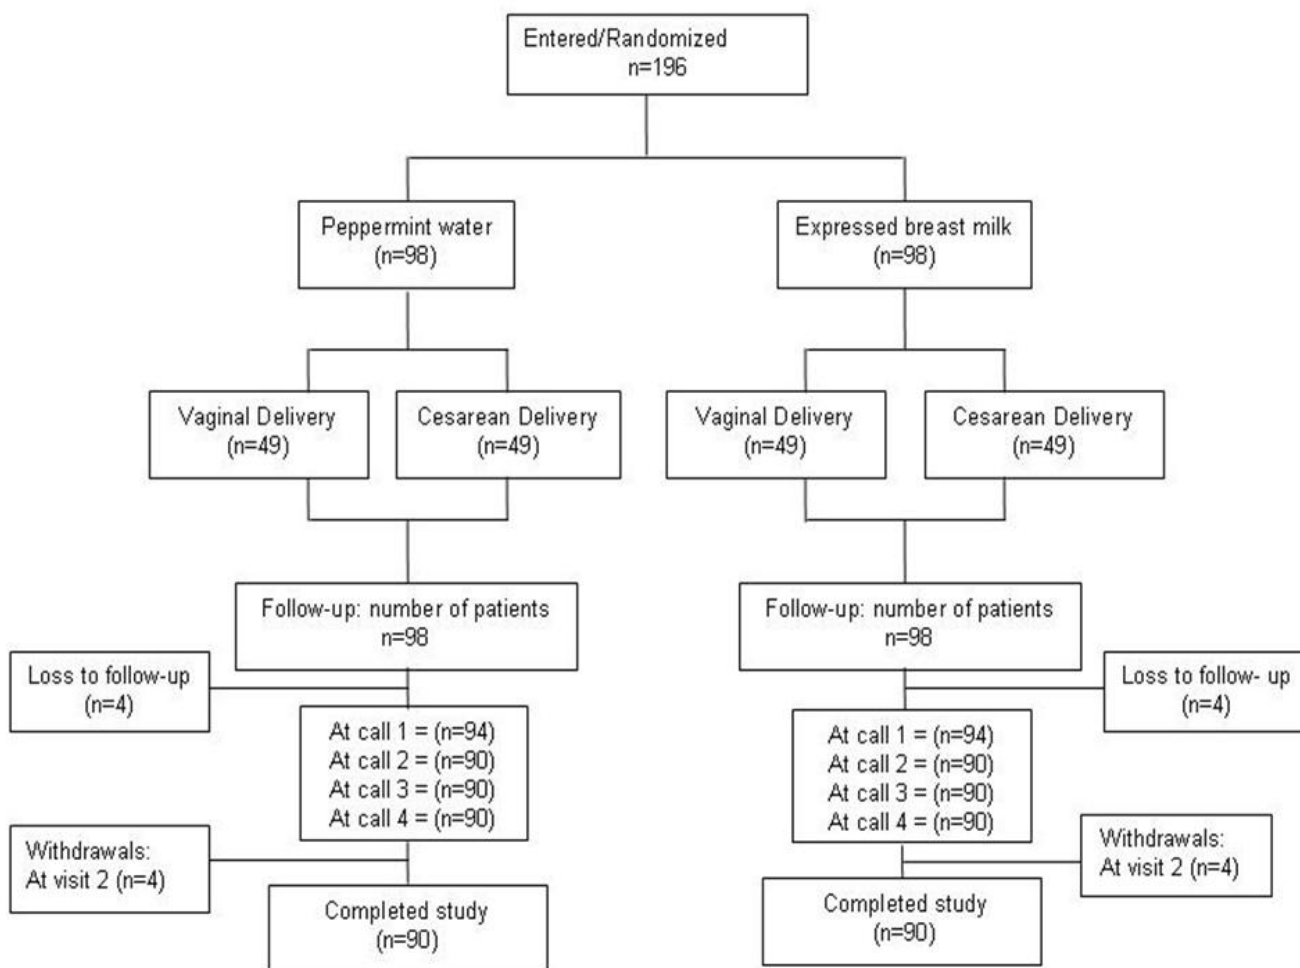 Entered/Randomized
n=196
Peppermint water
(n=98)
Expressed breast milk
(n=98)
Vaginal Delivery
(n=49)
Cesarean Delivery
(n=49)
Vaginal Delivery
(n=49)
Cesarean Delivery
(n=49)
Follow-up: number of patients
n=98
Follow-up: number of patients
n=98
Loss to follow-up
(n=4)
Loss to follow- up
(n=4)
At call 1 = (n=94)
At call 2 = (n=90)
At call 3 = (n=90)
At call 4 = (n=90)
At call 1 = (n=94)
At call 2 = (n=90)
At call 3 = (n=90)
At call 4 = (n=90)
Withdrawals:
At visit 2 (n=4)
Withdrawals:
At visit 2 (n=4)
Completed study
(n=90)
Completed study
(n=90)